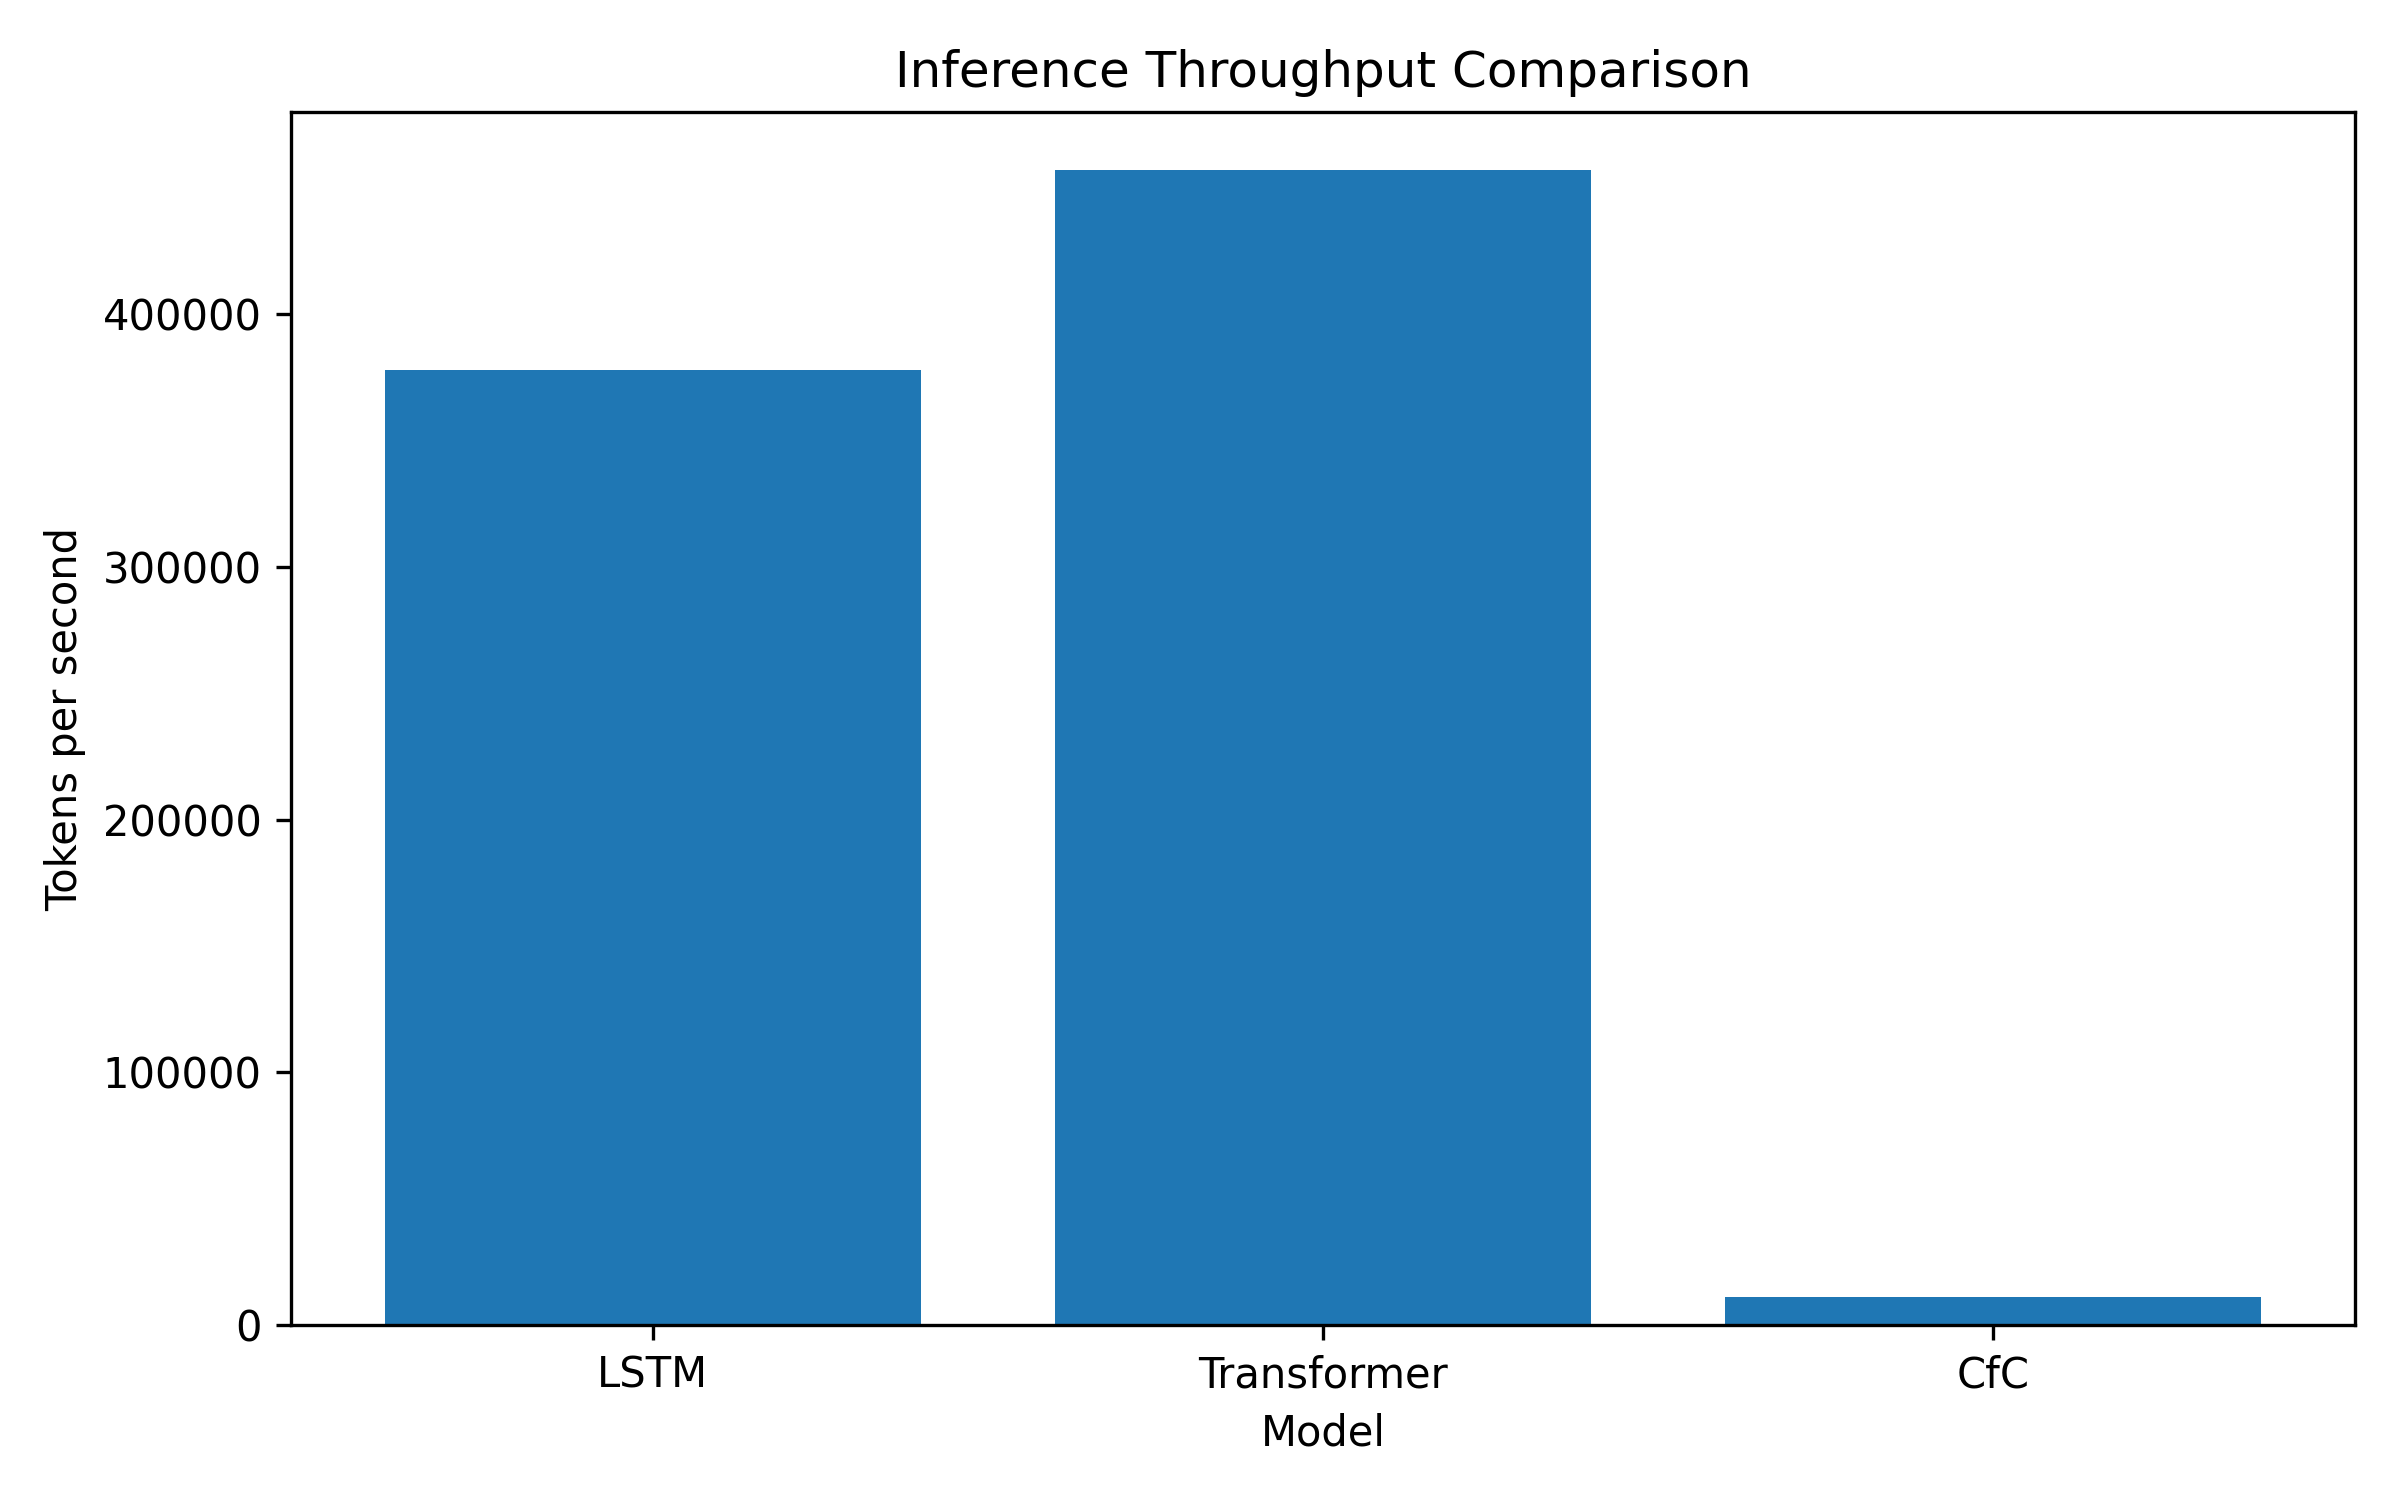 Inference Throughput Comparison
Tokens per second
400000
300000
200000
100000
0
LSTM
Transformer
CfC
Model